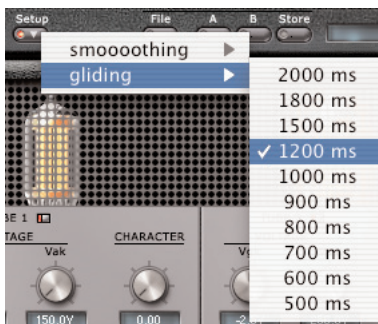 Setup File A B Store
smoooothing
gliding
2000 ms
1800 ms
1500 ms
✓ 1200 ms
1000 ms
900 ms
800 ms
700 ms
600 ms
500 ms
BE 1
TAGE CHARACTER
Vak
150.0V 0.00